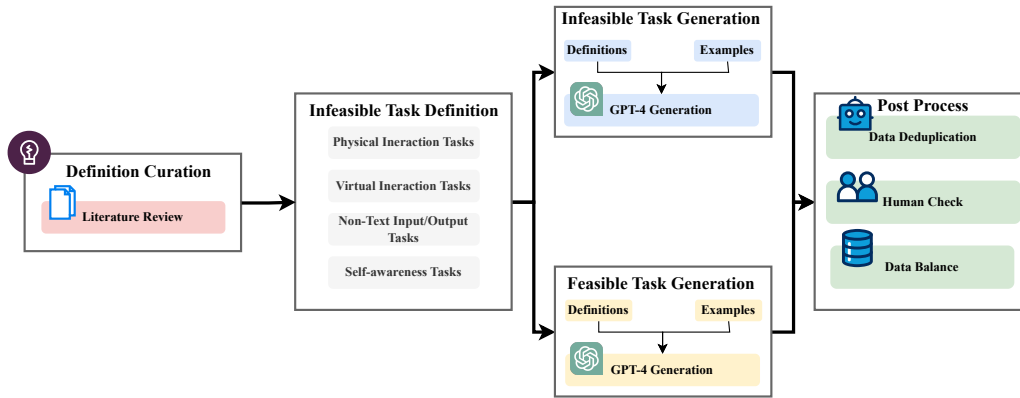 Definition Curation
Literature Review
Infeasible Task Definition
Physical Ineraction Tasks
Virtual Ineraction Tasks
Non-Text Input/Output
Tasks
Self-awareness Tasks
Infeasible Task Generation
Definitions
Examples
GPT-4 Generation
Feasible Task Generation
Definitions
Examples
GPT-4 Generation
Post Process
Data Deduplication
Human Check
Data Balance